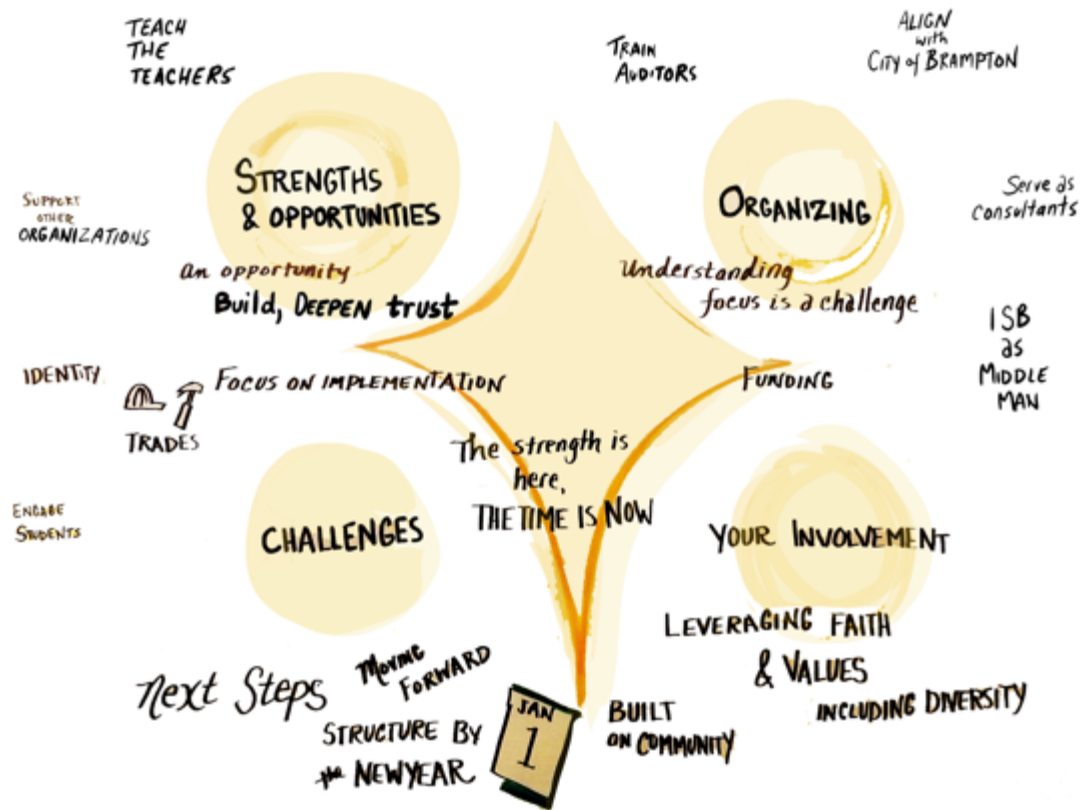 TEACH
THE
TEACHERS
TRAIN
AUDITORS
ALIGN
with
CITY of BRAMPTON
STRENGTHS
& OPPORTUNITIES
ORGANIZING
Serve as
Consultants
SUPPORT
OTHER
ORGANIZATIONS
An opportunity
Build, DEEPEN trust
Understanding
focus is a challenge
ISB
as
MIDDLE
MAN
IDENTITY
TRADES
FOCUS ON IMPLEMENTATION
FUNDING
The strength is
here,
THE TIME IS NOW
ENGAGE
STUDENTS
CHALLENGES
YOUR INVOLVEMENT
LEVERAGING FAITH
& VALUES
INCLUDING DIVERSITY
Next Steps
MOVING
FORWARD
STRUCTURE BY
the NEW YEAR
JAN
1
BUILT
ON COMMUNITY